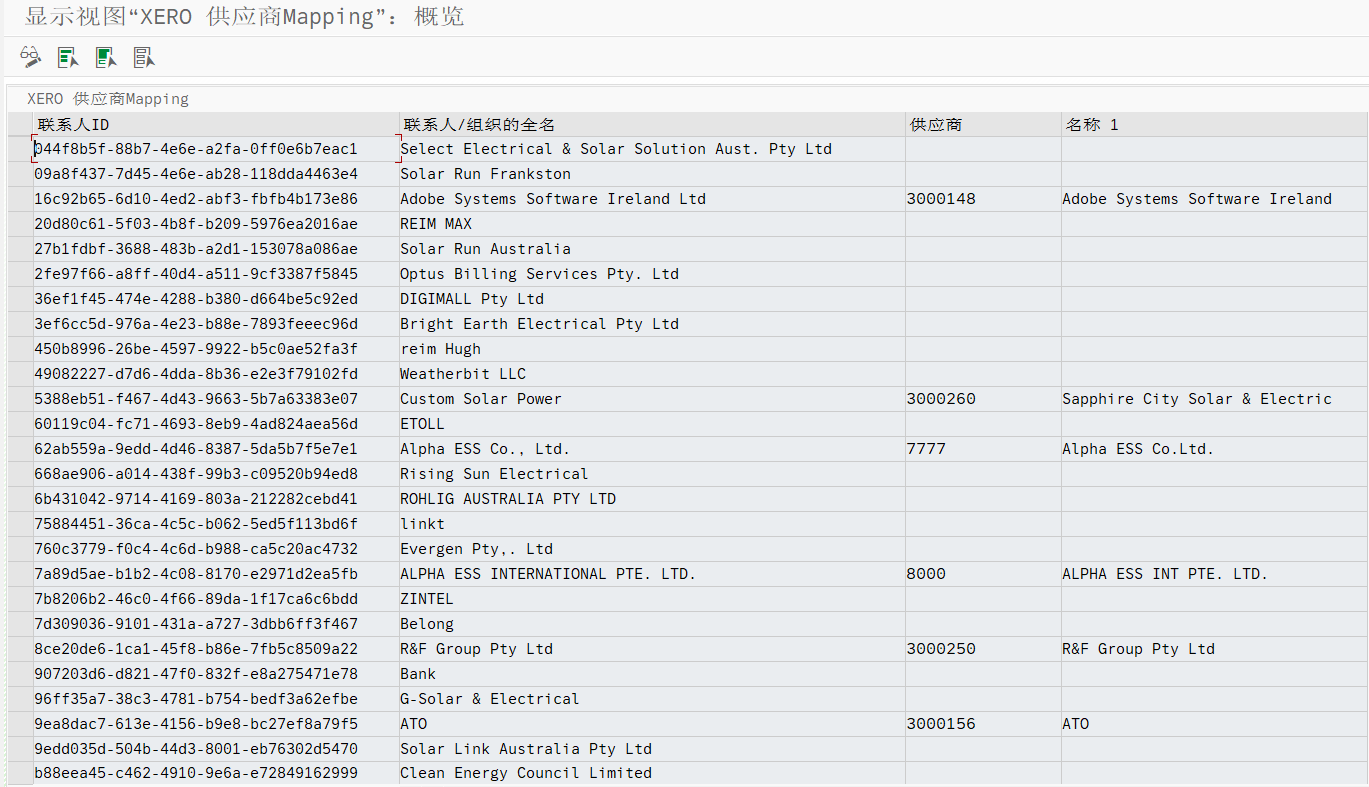 显示视图“XERO 供应商Mapping”: 概览
XERO 供应商Mapping
联系人ID 联系人/组织的全名 供应商 名称 1
044f8b5f-88b7-4e6e-a2fa-0ff0e6b7eac1 Select Electrical & Solar Solution Aust. Pty Ltd
09a8f437-7d45-4e6e-ab28-118dda4463e4 Solar Run Frankston
16c92b65-6d10-4ed2-abf3-fbfb4b173e86 Adobe Systems Software Ireland Ltd 3000148 Adobe Systems Software Ireland
20d80c61-5f03-4b8f-b209-5976ea2016ae REIM MAX
27b1fdbf-3688-483b-a2d1-153078a086ae Solar Run Australia
2fe97f66-a8ff-40d4-a511-9cf3387f5845 Optus Billing Services Pty. Ltd
36ef1f45-474e-4288-b380-d664be5c92ed DIGIMALL Pty Ltd
3ef6cc5d-976a-4e23-b88e-7893feeec96d Bright Earth Electrical Pty Ltd
450b8996-26be-4597-9922-b5c0ae52fa3f reim Hugh
49082227-d7d6-4dda-8b36-e2e3f79102fd Weatherbit LLC
5388eb51-f467-4d43-9663-5b7a63383e07 Custom Solar Power 3000260 Sapphire City Solar & Electric
60119c04-fc71-4693-8eb9-4ad824aea56d ETOLL
62ab559a-9edd-4d46-8387-5da5b7f5e7e1 Alpha ESS Co., Ltd. 7777 Alpha ESS Co.Ltd.
668ae906-a014-438f-99b3-c09520b94ed8 Rising Sun Electrical
6b431042-9714-4169-803a-212282cebd41 ROHLIG AUSTRALIA PTY LTD
75884451-36ca-4c5c-b062-5ed5f113bd6f linkt
760c3779-f0c4-4c6d-b988-ca5c20ac4732 Evergen Pty,. Ltd
7a89d5ae-b1b2-4c08-8170-e2971d2ea5fb ALPHA ESS INTERNATIONAL PTE. LTD. 8000 ALPHA ESS INT PTE. LTD.
7b8206b2-46c0-4f66-89da-1f17ca6c6bdd ZINTEL
7d309036-9101-431a-a727-3dbb6ff3f467 Belong
8ce20de6-1ca1-45f8-b86e-7fb5c8509a22 R&F Group Pty Ltd 3000250 R&F Group Pty Ltd
907203d6-d821-47f0-832f-e8a275471e78 Bank
96ff35a7-38c3-4781-b754-bedf3a62efbe G-Solar & Electrical
9ea8dac7-613e-4156-b9e8-bc27ef8a79f5 ATO 3000156 ATO
9edd035d-504b-44d3-8001-eb76302d5470 Solar Link Australia Pty Ltd
b88eea45-c462-4910-9e6a-e72849162999 Clean Energy Council Limited